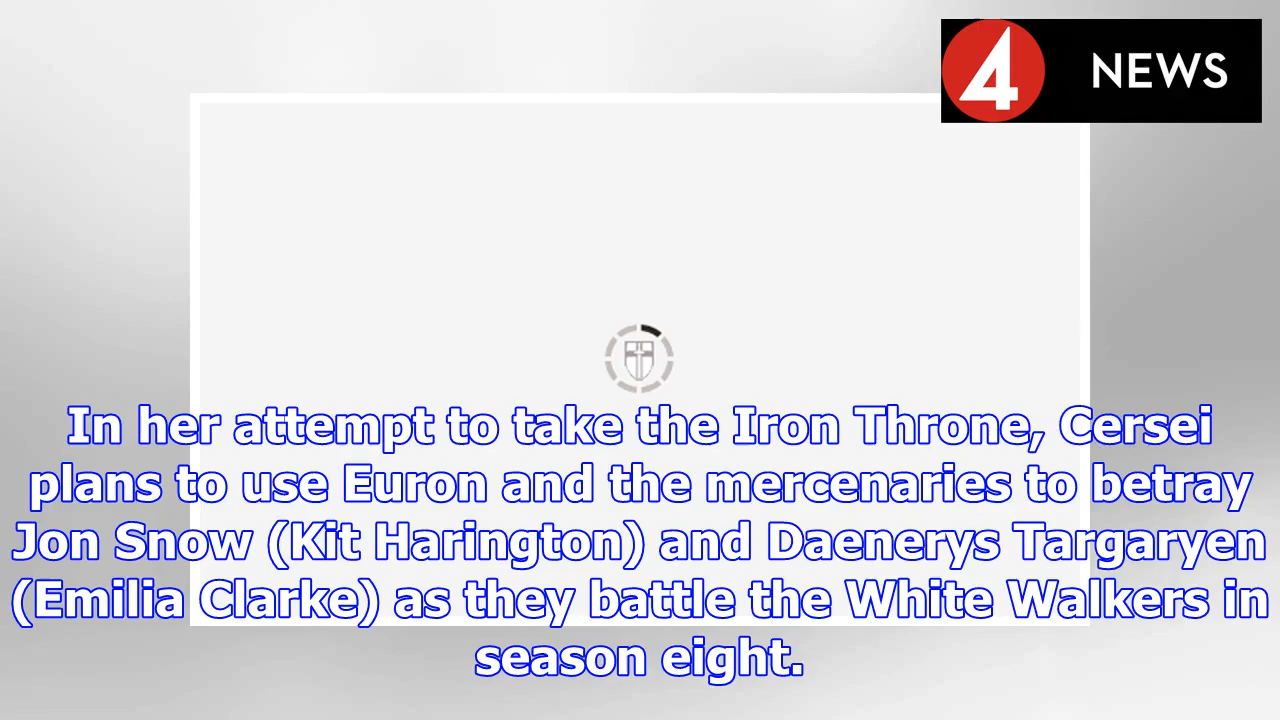 4 NEWS
In her attempt to take the Iron Throne, Cersei
plans to use Euron and the mercenaries to betray
Jon Snow (Kit Harington) and Daenerys Targaryen
(Emilia Clarke) as they battle the White Walkers in
season eight.